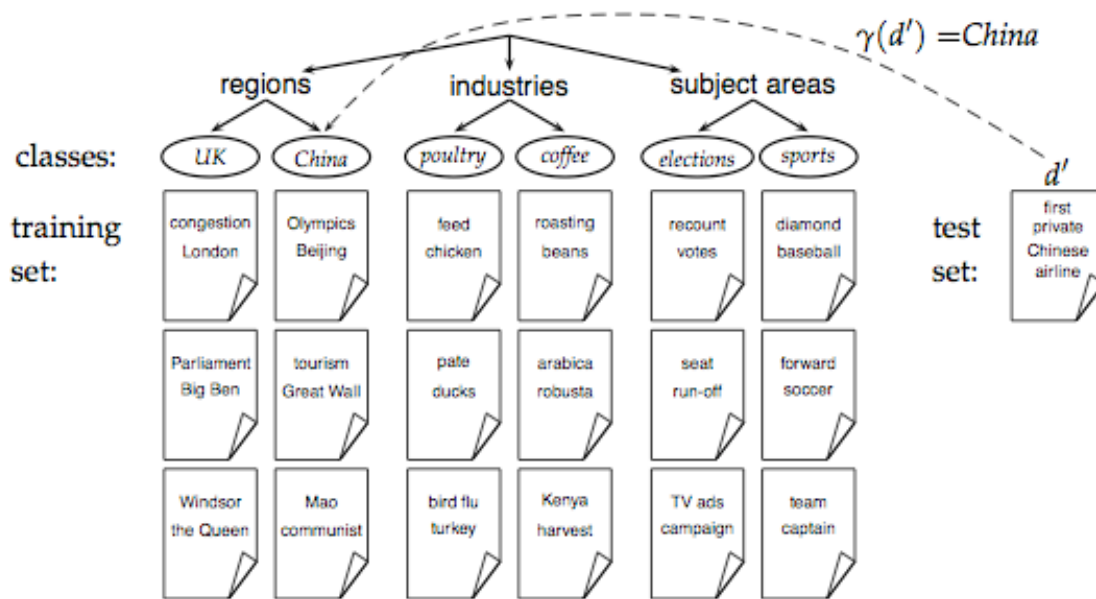 γ(d′) =China
regions
industries
subject areas
classes:
UK
China
poultry
coffee
elections
sports
d′
training
set:
congestion
London
Olympics
Beijing
feed
chicken
roasting
beans
recount
votes
diamond
baseball
test
set:
first
private
Chinese
airline
Parliament
Big Ben
tourism
Great Wall
pate
ducks
arabica
robusta
seat
run-off
forward
soccer
Windsor
the Queen
Mao
communist
bird flu
turkey
Kenya
harvest
TV ads
campaign
team
captain